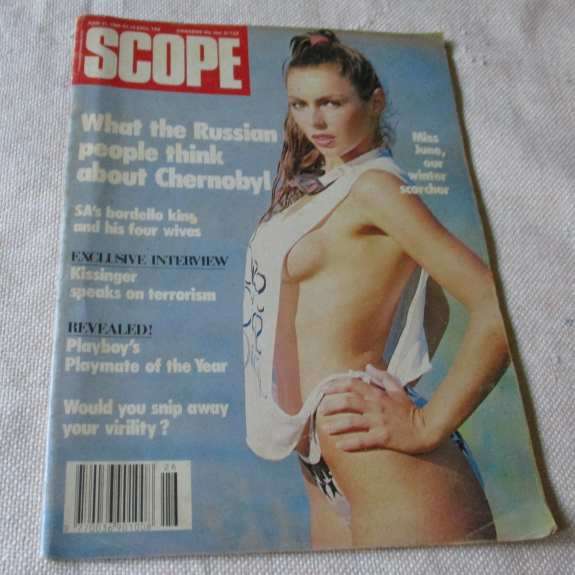 SCOPE
What the Russian
people think
about Chernobyl
Miss
June,
our
winter
scorcher
SA's bordello king
and his four wives
EXCLUSIVE INTERVIEW
Kissinger
speaks on terrorism
REVEALED!
Playboy's
Playmate of the Year
Would you snip away
your virility?
26